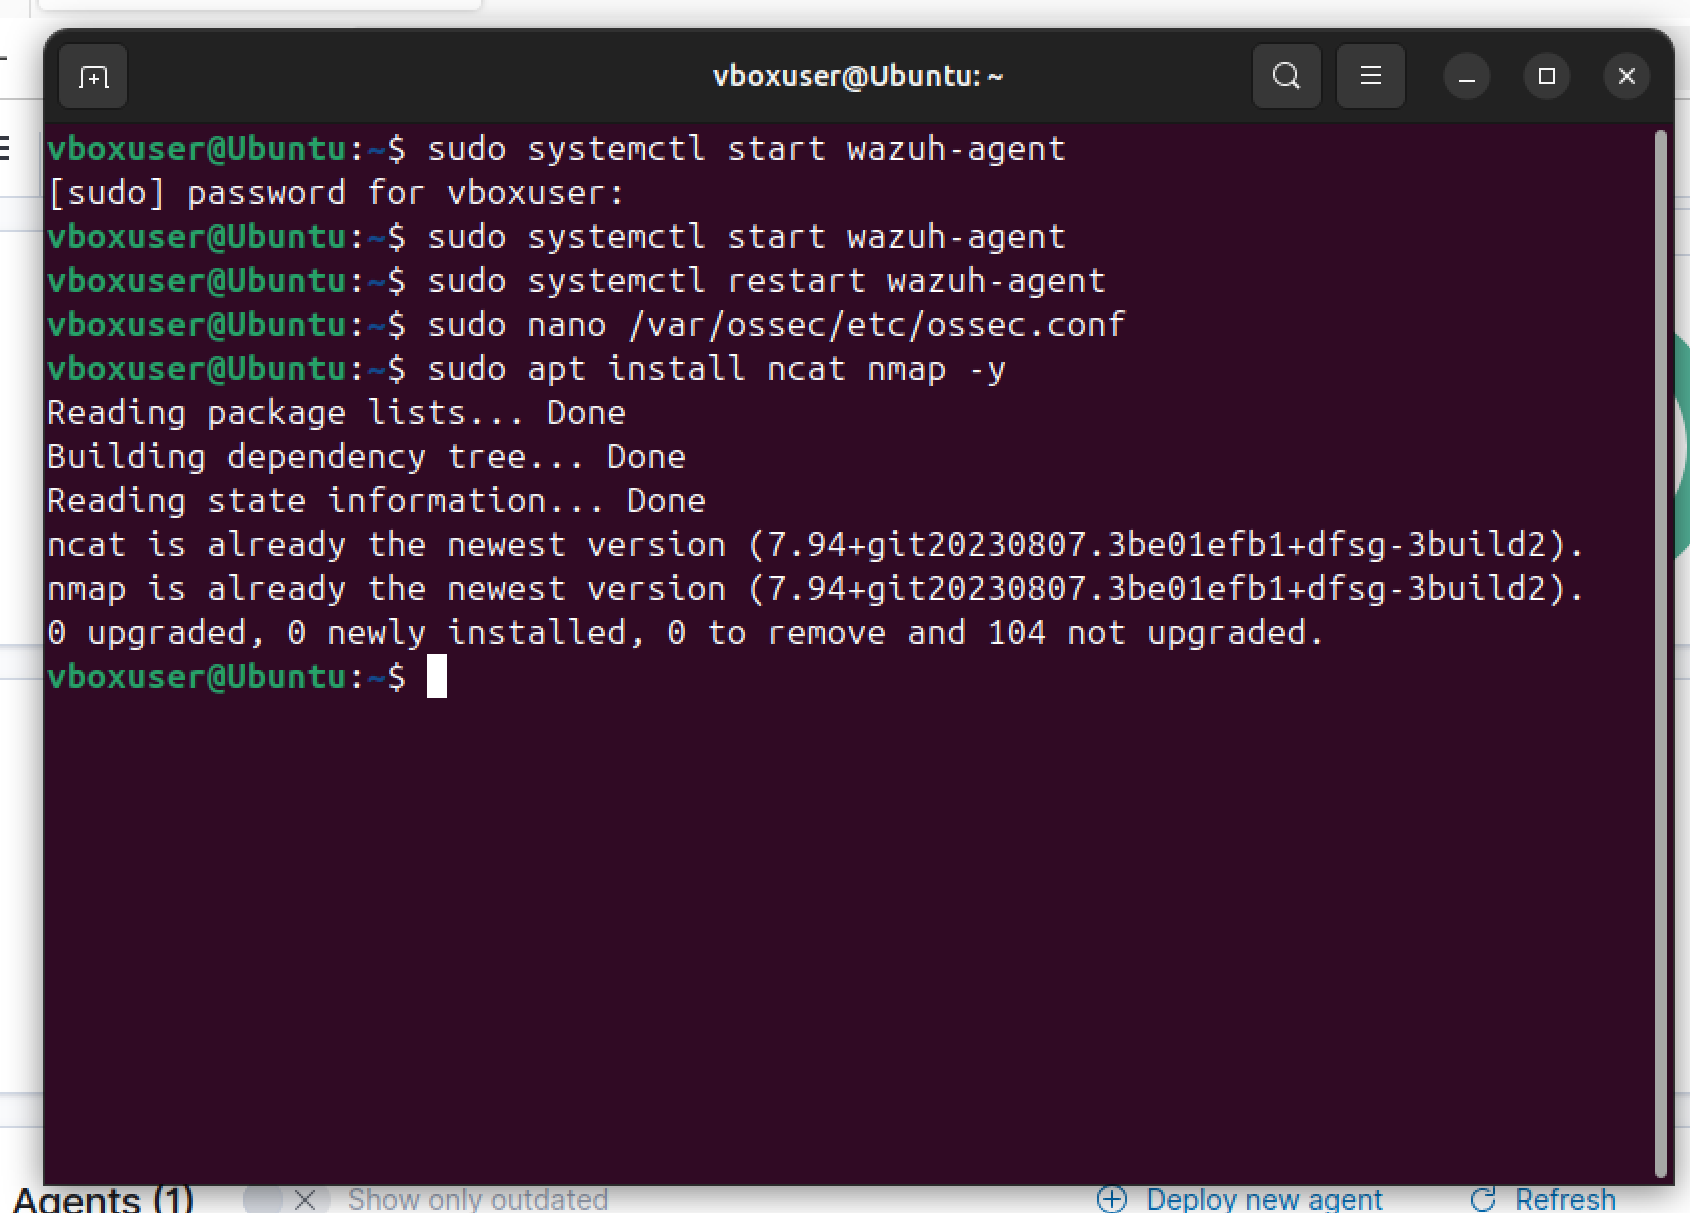 vboxuser@Ubuntu: ~
vboxuser@Ubuntu:~$ sudo systemctl start wazuh-agent
[sudo] password for vboxuser:
vboxuser@Ubuntu:~$ sudo systemctl start wazuh-agent
vboxuser@Ubuntu:~$ sudo systemctl restart wazuh-agent
vboxuser@Ubuntu:~$ sudo nano /var/ossec/etc/ossec.conf
vboxuser@Ubuntu:~$ sudo apt install ncat nmap -y
Reading package lists... Done
Building dependency tree... Done
Reading state information... Done
ncat is already the newest version (7.94+git20230807.3be01efb1+dfsg-3build2).
nmap is already the newest version (7.94+git20230807.3be01efb1+dfsg-3build2).
0 upgraded, 0 newly installed, 0 to remove and 104 not upgraded.
vboxuser@Ubuntu:~$
Agents (1) Show only outdated Deploy new agent Refresh